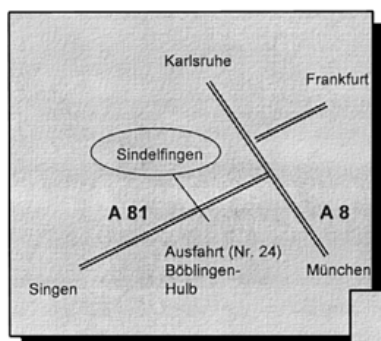 Karlsruhe
Frankfurt
Sindelfingen
A 81
A 8
Ausfahrt (Nr. 24)
Böblingen-
Hulb
München
Singen